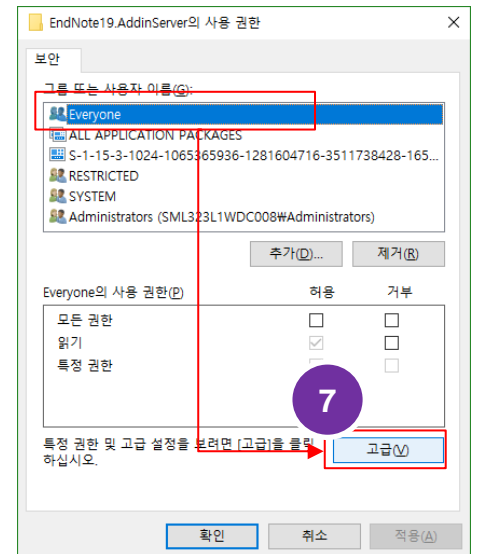 EndNote19.AddinServer의 사용 권한
보안
그룹 또는 사용자 이름(G):
Everyone
ALL APPLICATION PACKAGES
S-1-15-3-1024-1065365936-1281604716-3511738428-165...
RESTRICTED
SYSTEM
Administrators (SML323L1WDC008₩Administrators)
추가(D)... 제거(R)
Everyone의 사용 권한(P) 허용 거부
모든 권한
읽기
특정 권한
7
특정 권한 및 고급 설정을 보려면 [고급]을 클릭
하십시오.
고급(V)
확인 취소 적용(A)